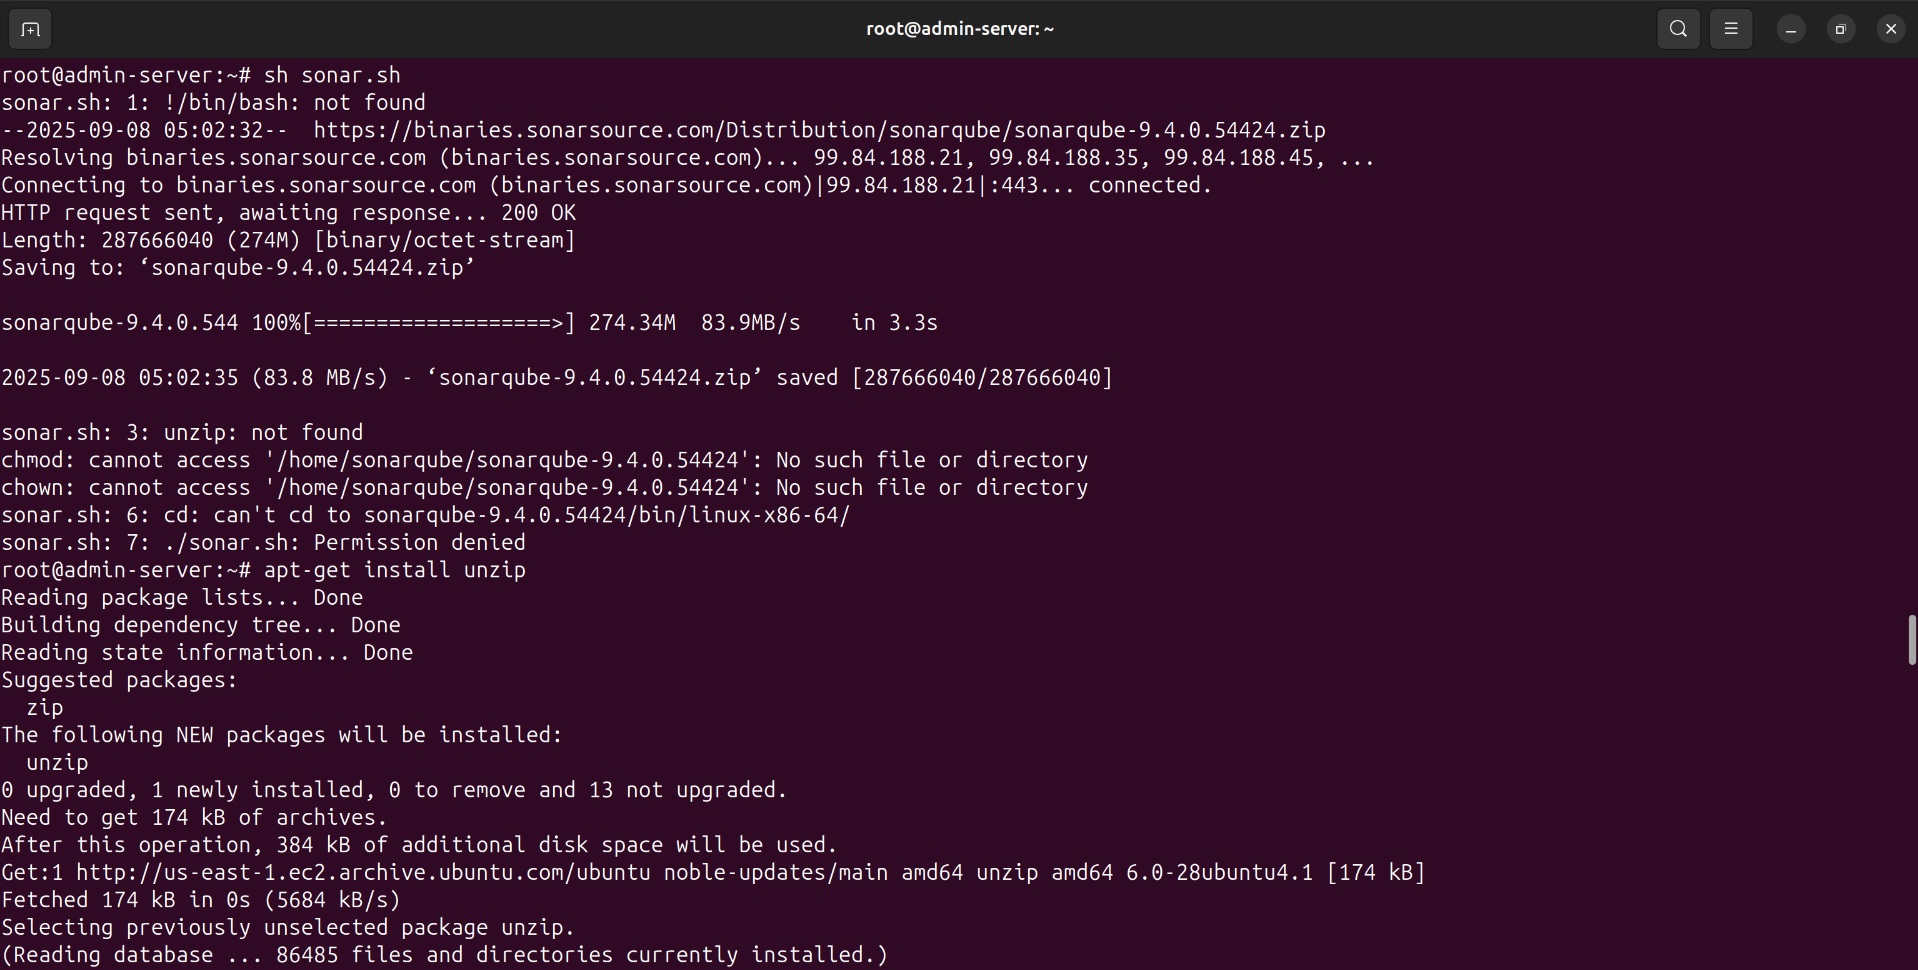 root@admin-server: ~
root@admin-server:~# sh sonar.sh
sonar.sh: 1: !/bin/bash: not found
--2025-09-08 05:02:32--  https://binaries.sonarsource.com/Distribution/sonarqube/sonarqube-9.4.0.54424.zip
Resolving binaries.sonarsource.com (binaries.sonarsource.com)... 99.84.188.21, 99.84.188.35, 99.84.188.45, ...
Connecting to binaries.sonarsource.com (binaries.sonarsource.com)|99.84.188.21|:443... connected.
HTTP request sent, awaiting response... 200 OK
Length: 287666040 (274M) [binary/octet-stream]
Saving to: ‘sonarqube-9.4.0.54424.zip’
sonarqube-9.4.0.544 100%[===================>] 274.34M  83.9MB/s    in 3.3s
2025-09-08 05:02:35 (83.8 MB/s) - ‘sonarqube-9.4.0.54424.zip’ saved [287666040/287666040]
sonar.sh: 3: unzip: not found
chmod: cannot access '/home/sonarqube/sonarqube-9.4.0.54424': No such file or directory
chown: cannot access '/home/sonarqube/sonarqube-9.4.0.54424': No such file or directory
sonar.sh: 6: cd: can't cd to sonarqube-9.4.0.54424/bin/linux-x86-64/
sonar.sh: 7: ./sonar.sh: Permission denied
root@admin-server:~# apt-get install unzip
Reading package lists... Done
Building dependency tree... Done
Reading state information... Done
Suggested packages:
  zip
The following NEW packages will be installed:
  unzip
0 upgraded, 1 newly installed, 0 to remove and 13 not upgraded.
Need to get 174 kB of archives.
After this operation, 384 kB of additional disk space will be used.
Get:1 http://us-east-1.ec2.archive.ubuntu.com/ubuntu noble-updates/main amd64 unzip amd64 6.0-28ubuntu4.1 [174 kB]
Fetched 174 kB in 0s (5684 kB/s)
Selecting previously unselected package unzip.
(Reading database ... 86485 files and directories currently installed.)